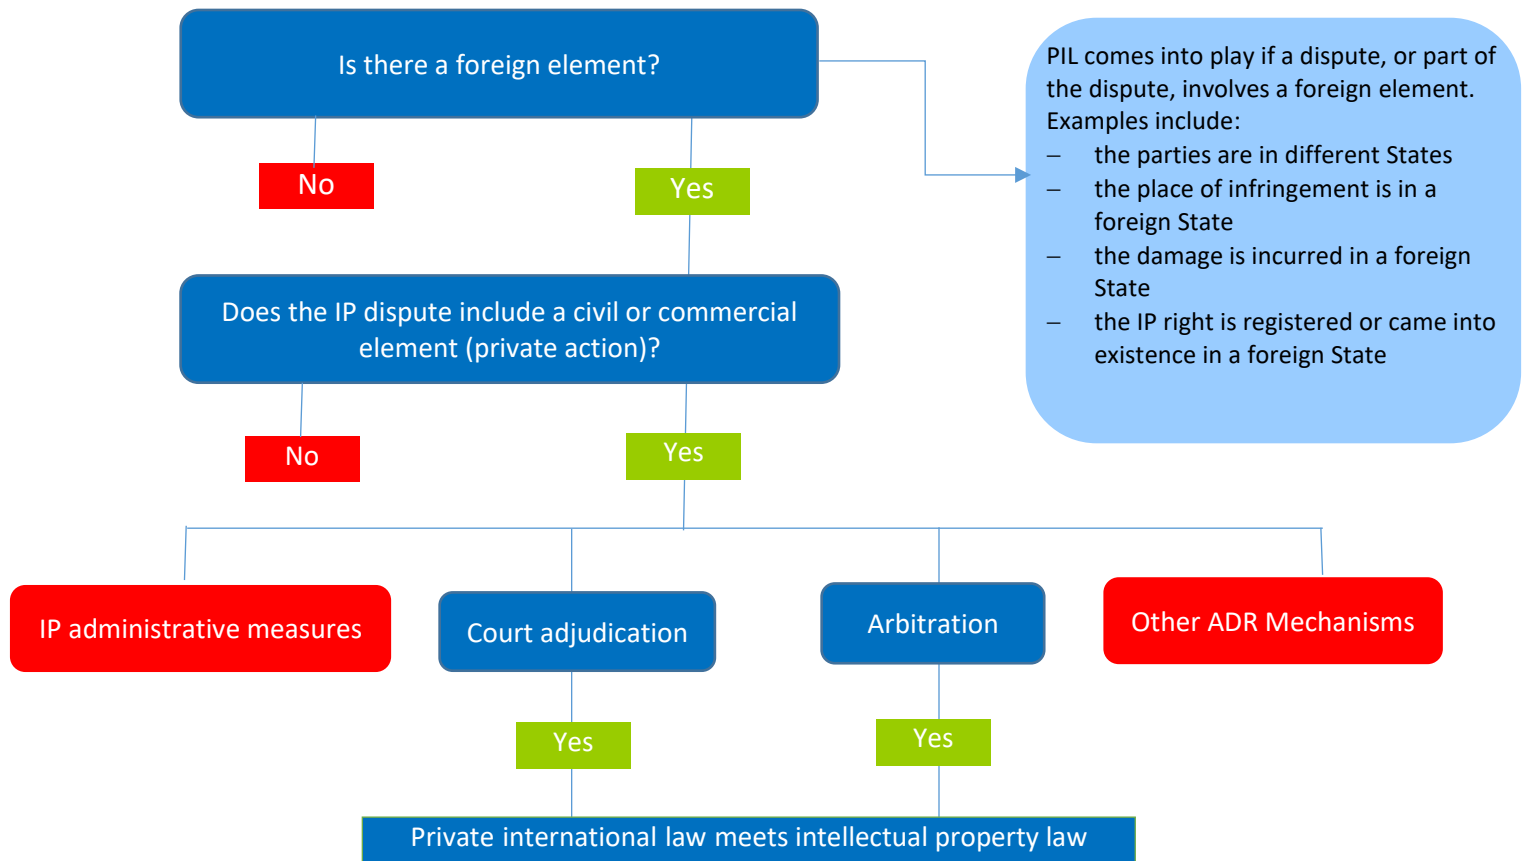 Is there a foreign element?
PIL comes into play if a dispute, or part of
the dispute, involves a foreign element.
Examples include:
– the parties are in different States
– the place of infringement is in a
foreign State
– the damage is incurred in a foreign
State
– the IP right is registered or came into
existence in a foreign State
No
Yes
Does the IP dispute include a civil or commercial
element (private action)?
No
Yes
IP administrative measures
Court adjudication
Arbitration
Other ADR Mechanisms
Yes
Yes
Private international law meets intellectual property law